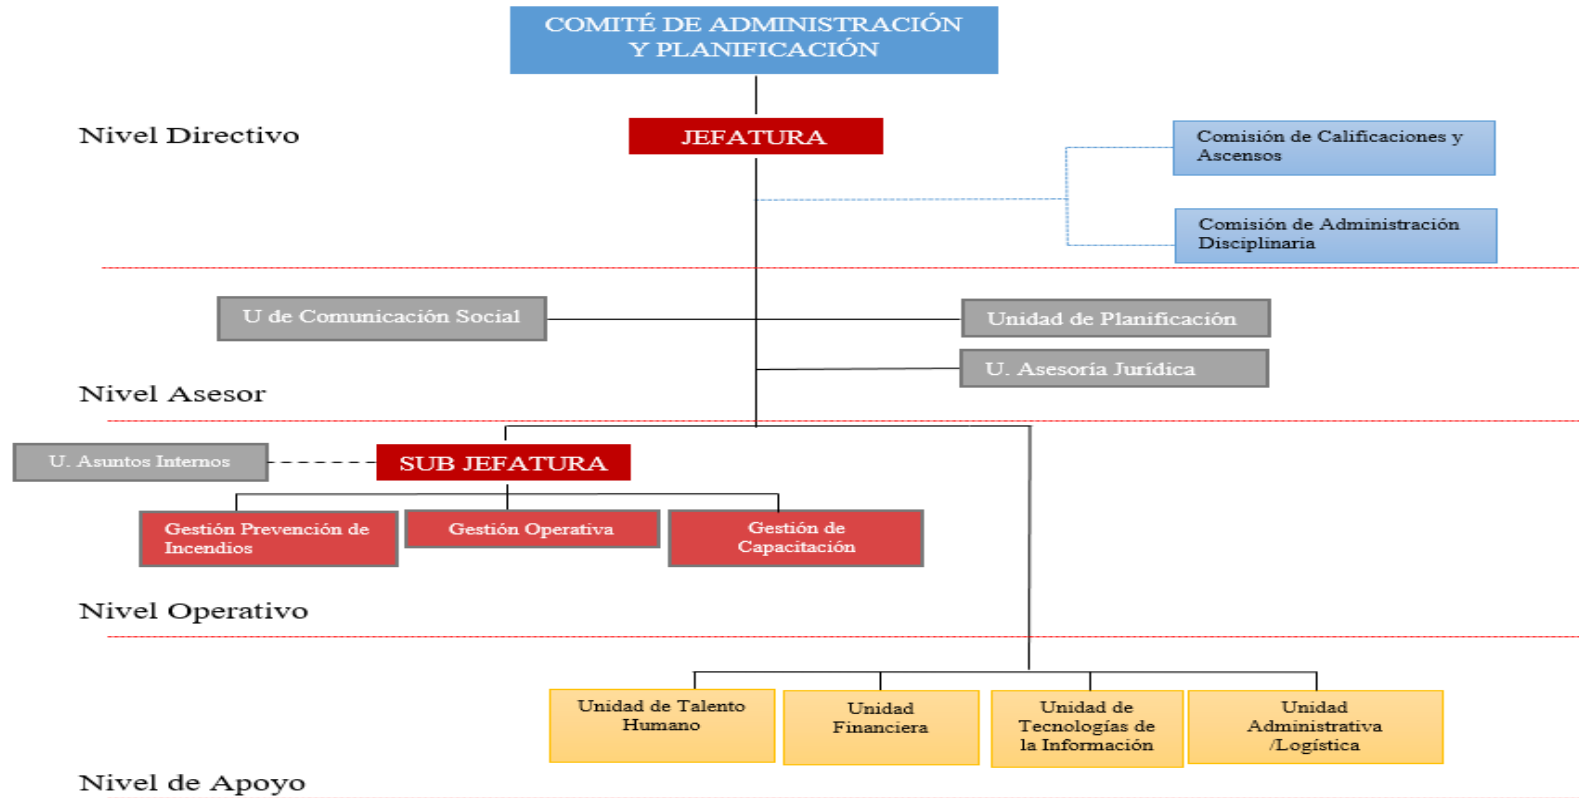 COMITÉ DE ADMINISTRACIÓN
Y PLANIFICACIÓN
Nivel Directivo
JEFATURA
Comisión de Calificaciones y
Ascensos
Comisión de Administración
Disciplinaria
U de Comunicación Social
Unidad de Planificación
U. Asesoría Jurídica
Nivel Asesor
U. Asuntos Internos
SUB JEFATURA
Gestión Prevención de
Incendios
Gestión Operativa
Gestión de
Capacitación
Nivel Operativo
Unidad de Talento
Humano
Unidad
Financiera
Unidad de
Tecnologías de
la Información
Unidad
Administrativa
/Logística
Nivel de Apoyo